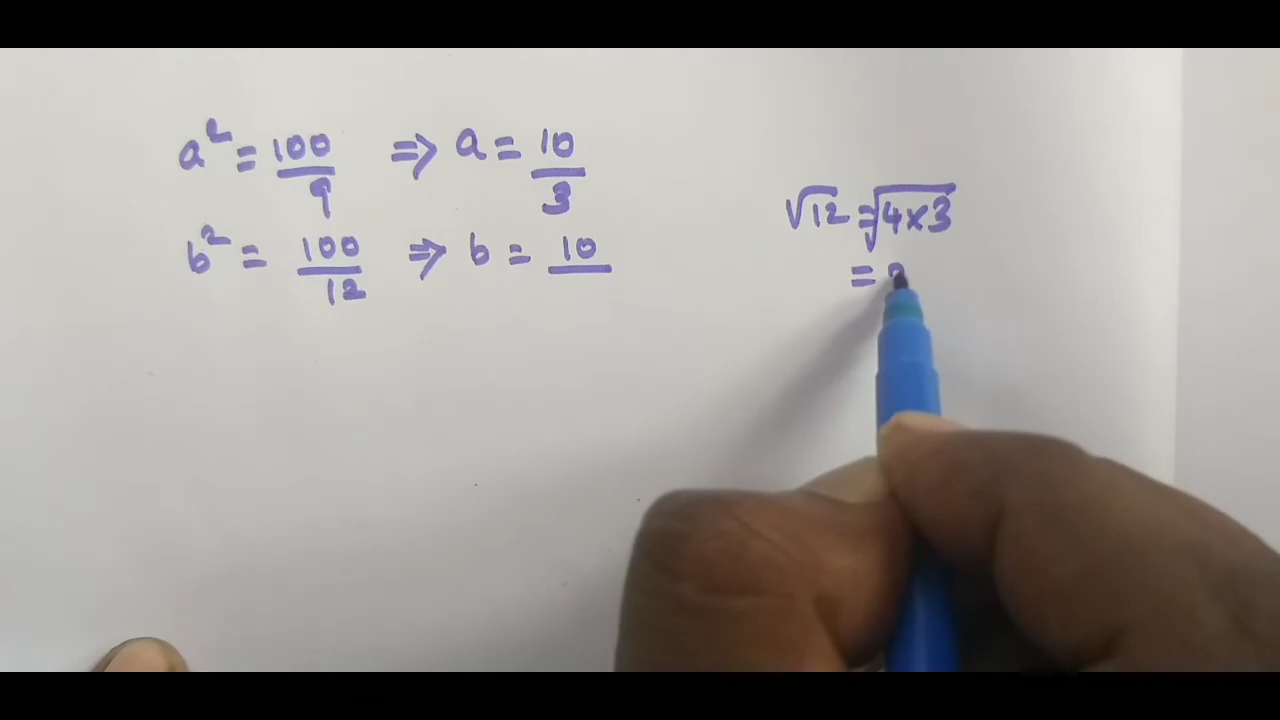 a² = 100/9 ⇒ a = 10/3
b² = 100/12 ⇒ b = 10/
√12 = √4×3
=